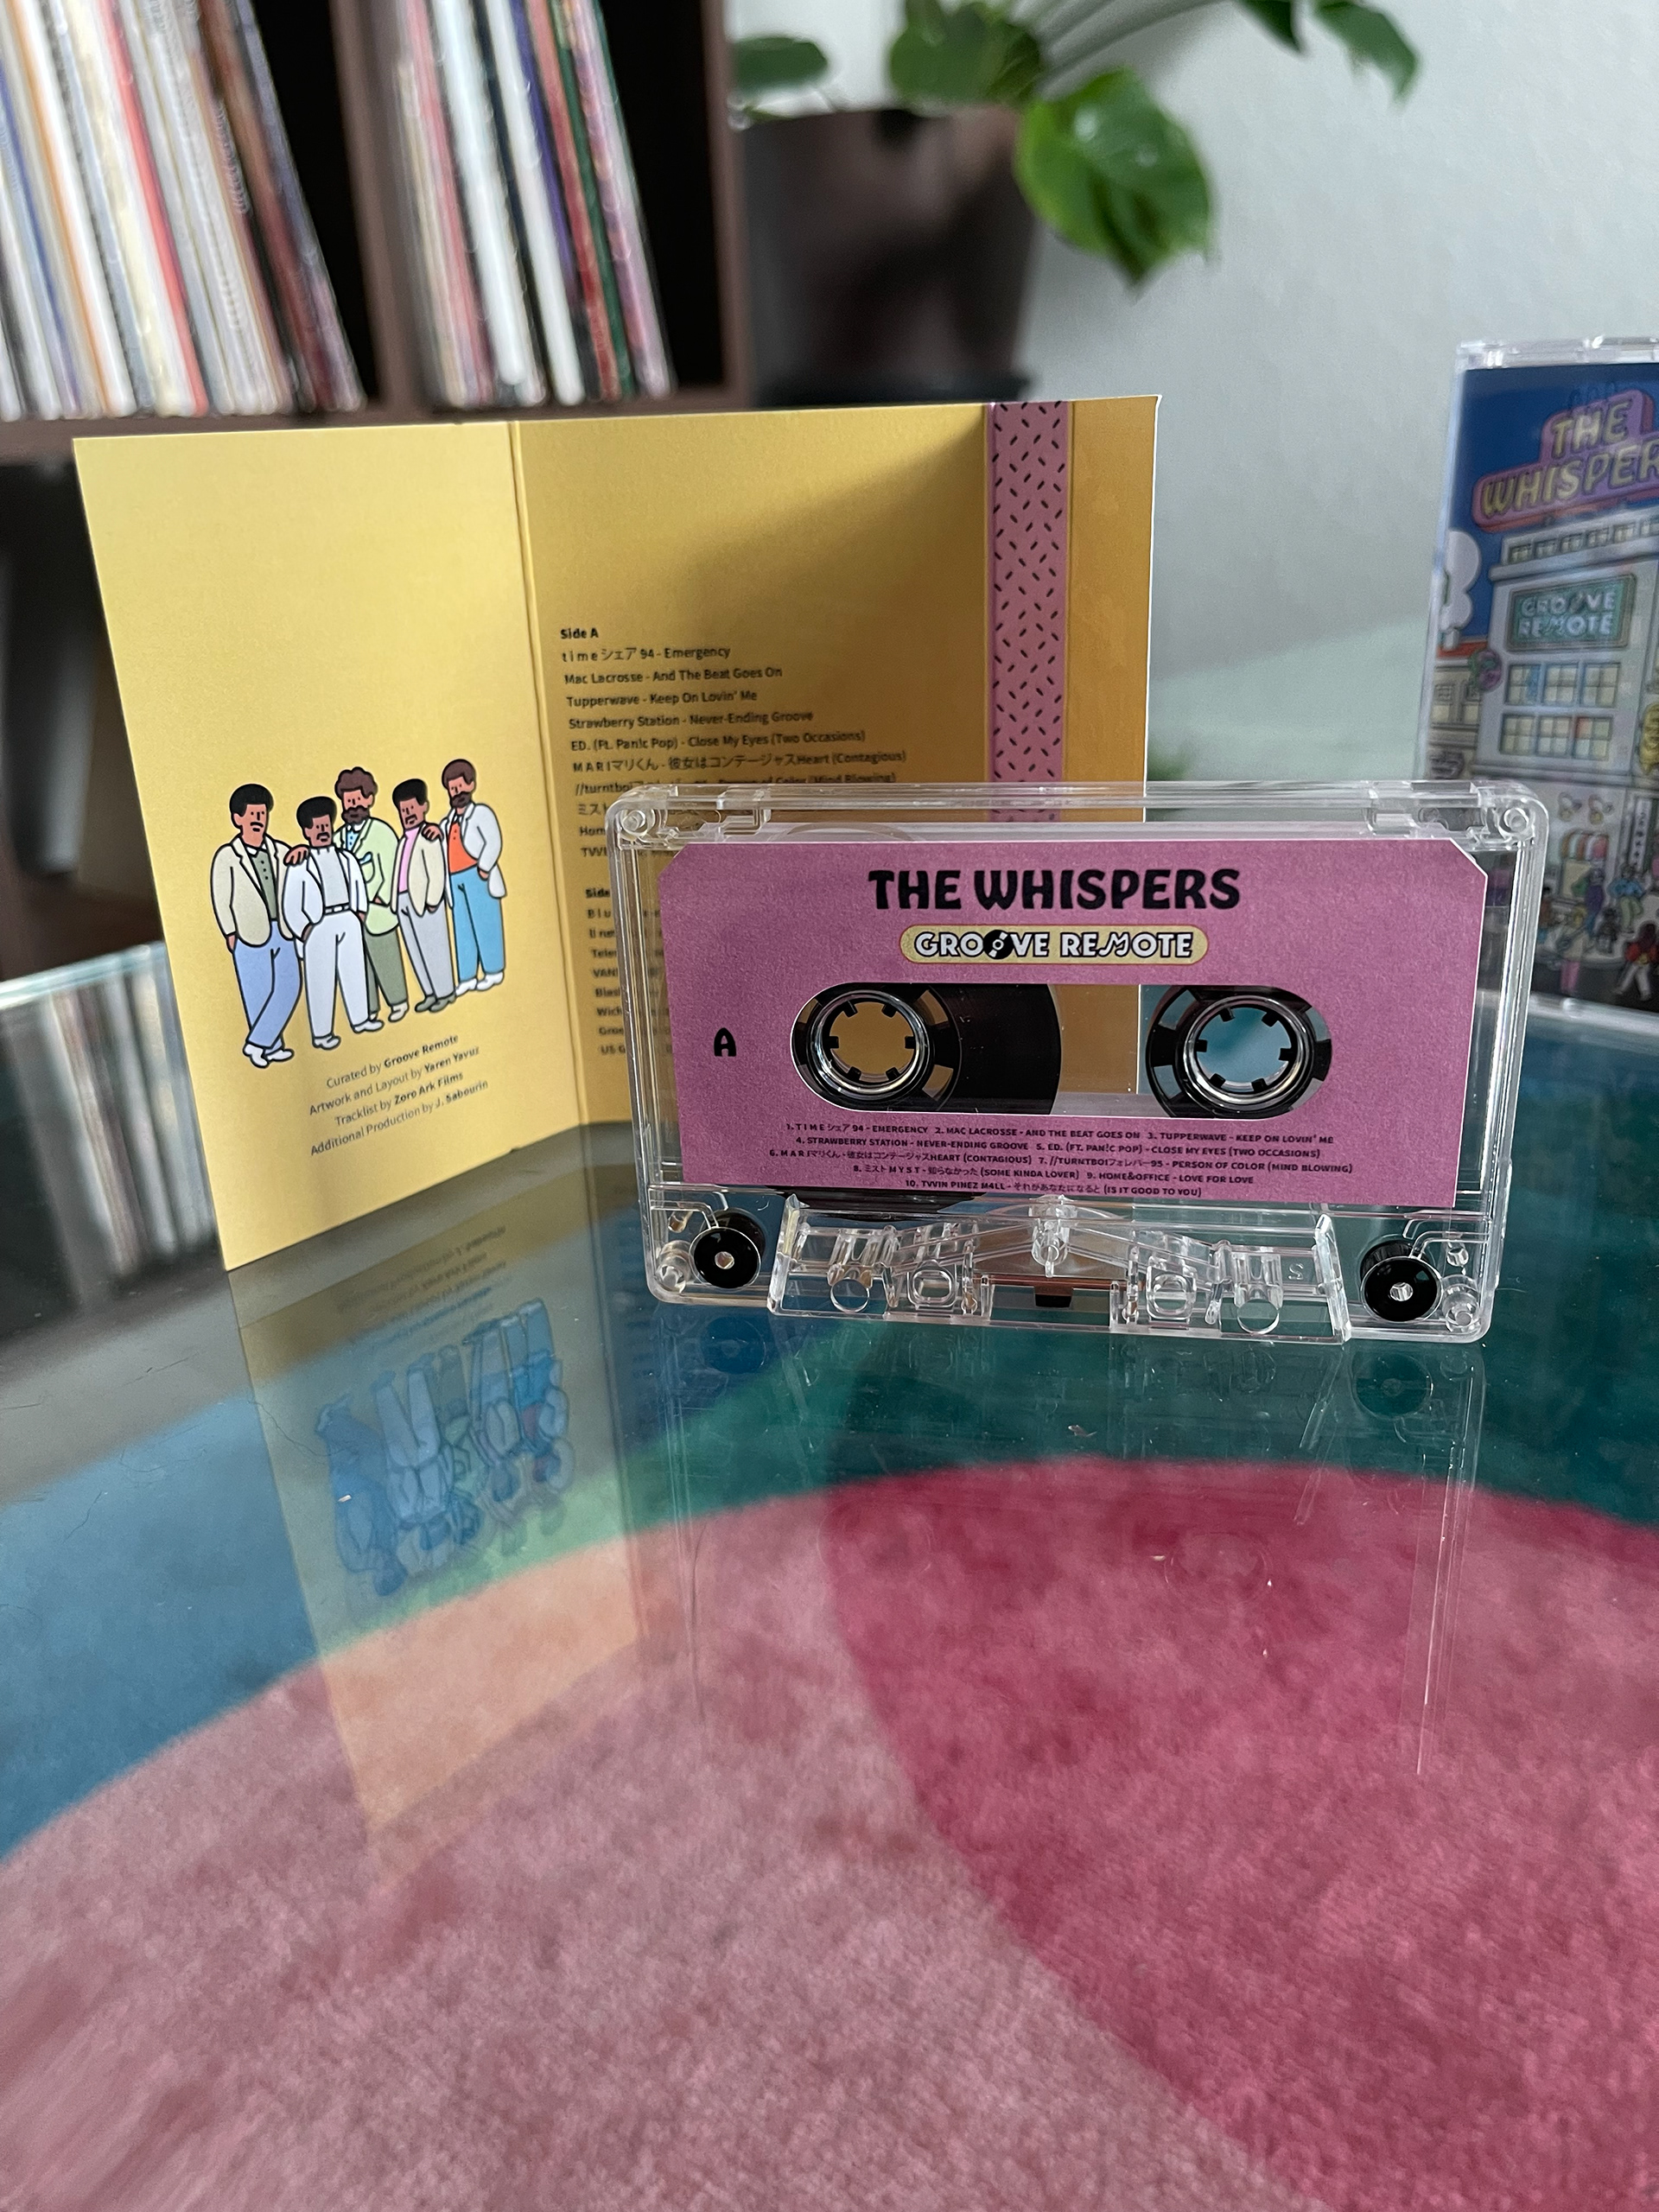 Side A
t i m e シェア 94 - Emergency
Mac Lacrosse - And The Beat Goes On
Tupperwave - Keep On Lovin' Me
Strawberry Station - Never-Ending Groove
ED. (Ft. Pan!c Pop) - Close My Eyes (Two Occasions)
M A R I マリくん - 彼女はコンテージャスHeart (Contagious)
Person of Color (Mind Blowing)
ミスト
Side
Curated by Groove Remote
Artwork and Layout by Yaren Yavuz
Tracklist by Zoro Ark Films
Additional Production by J. Sabourin
THE WHISPERS
GROOVE REMOTE
A
1. T I M E シェア 94 - EMERGENCY 2. MAC LACROSSE - AND THE BEAT GOES ON 3. TUPPERWAVE - KEEP ON LOVIN' ME
4. STRAWBERRY STATION - NEVER-ENDING GROOVE 5. ED. (FT. PAN!C POP) - CLOSE MY EYES (TWO OCCASIONS)
6. M A R I マリくん - 彼女はコンテージャスHEART (CONTAGIOUS) 7. //TURNTBOIフェレバー95 - PERSON OF COLOR (MIND BLOWING)
8. ミスト M Y S T - 知らなかった (SOME KINDA LOVER) 9. HOME&OFFICE - LOVE FOR LOVE
10. TVVIN PINEZ M4LL - それがあなたになると (IS IT GOOD TO YOU)
THE
WHISPER
GROOVE
REMOTE